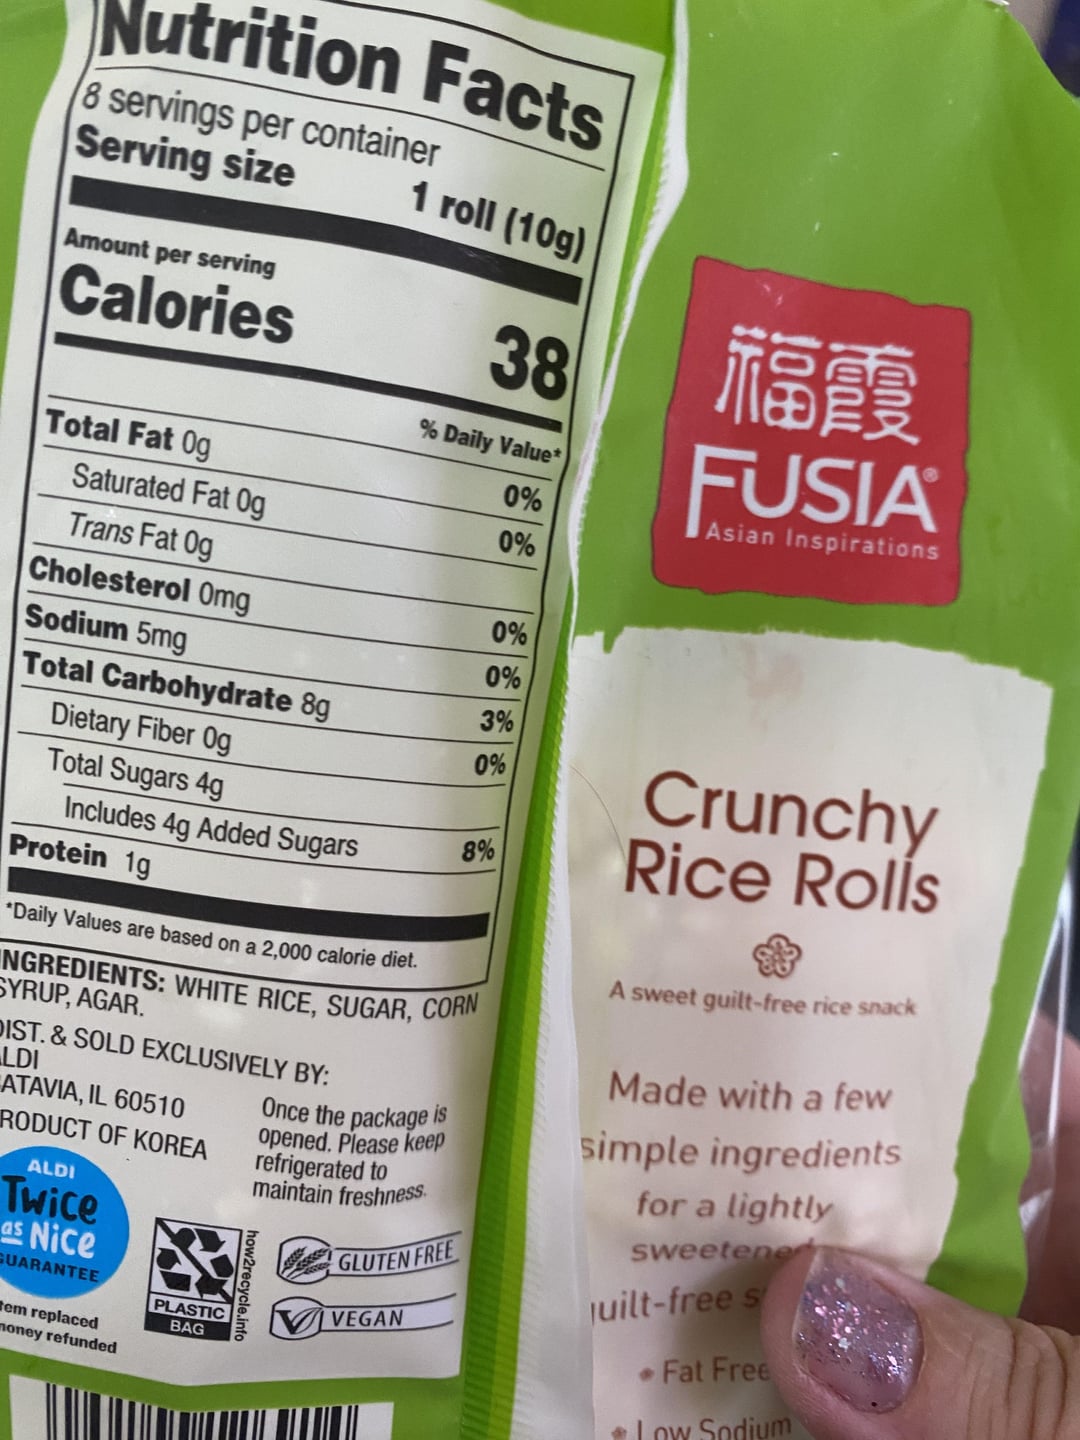 Nutrition Facts
8 servings per container
Serving size 1 roll (10g)
Amount per serving
Calories 38
% Daily Value*
Total Fat 0g 0%
Saturated Fat 0g 0%
Trans Fat 0g
Cholesterol 0mg 0%
Sodium 5mg 0%
Total Carbohydrate 8g 3%
Dietary Fiber 0g 0%
Total Sugars 4g
Includes 4g Added Sugars 8%
Protein 1g
*Daily Values are based on a 2,000 calorie diet.
INGREDIENTS: WHITE RICE, SUGAR, CORN
SYRUP, AGAR.
DIST. & SOLD EXCLUSIVELY BY:
ALDI
BATAVIA, IL 60510
PRODUCT OF KOREA
Once the package is
opened. Please keep
refrigerated to
maintain freshness.
ALDI
Twice
as Nice
GUARANTEE
item replaced
money refunded
PLASTIC
BAG
how2recycle.info
GLUTEN FREE
VEGAN
福霞
FUSIA®
Asian Inspirations
Crunchy
Rice Rolls
A sweet guilt-free rice snack
Made with a few
simple ingredients
for a lightly
sweetened
guilt-free s
• Fat Free
• Low Sodium